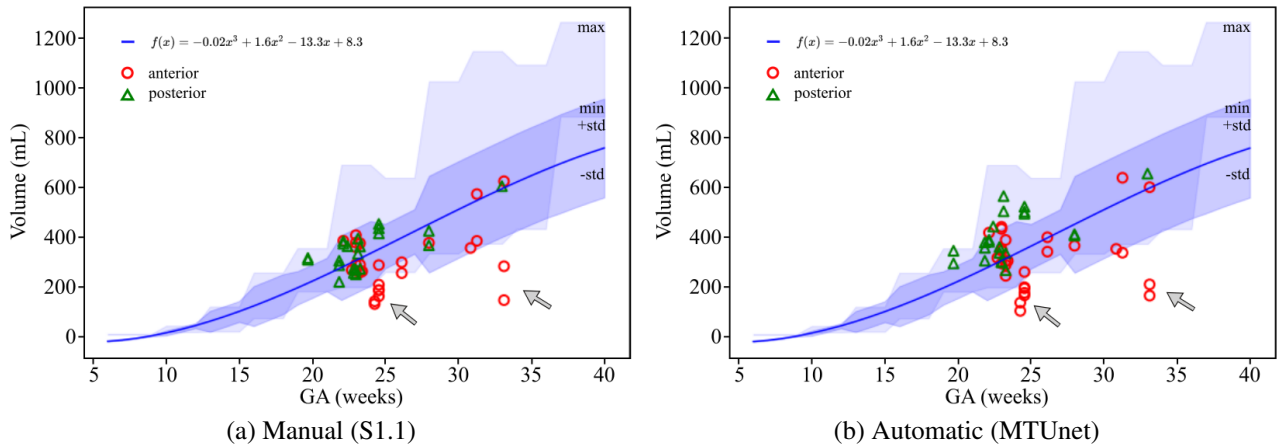 1200
1000
800
600
400
200
0
Volume (mL)
f(x) = −0.02x³ + 1.6x² − 13.3x + 8.3
anterior
posterior
max
min
+std
-std
5 10 15 20 25 30 35 40
GA (weeks)
(a) Manual (S1.1)
1200
1000
800
600
400
200
0
Volume (mL)
f(x) = −0.02x³ + 1.6x² − 13.3x + 8.3
anterior
posterior
max
min
+std
-std
5 10 15 20 25 30 35 40
GA (weeks)
(b) Automatic (MTUnet)